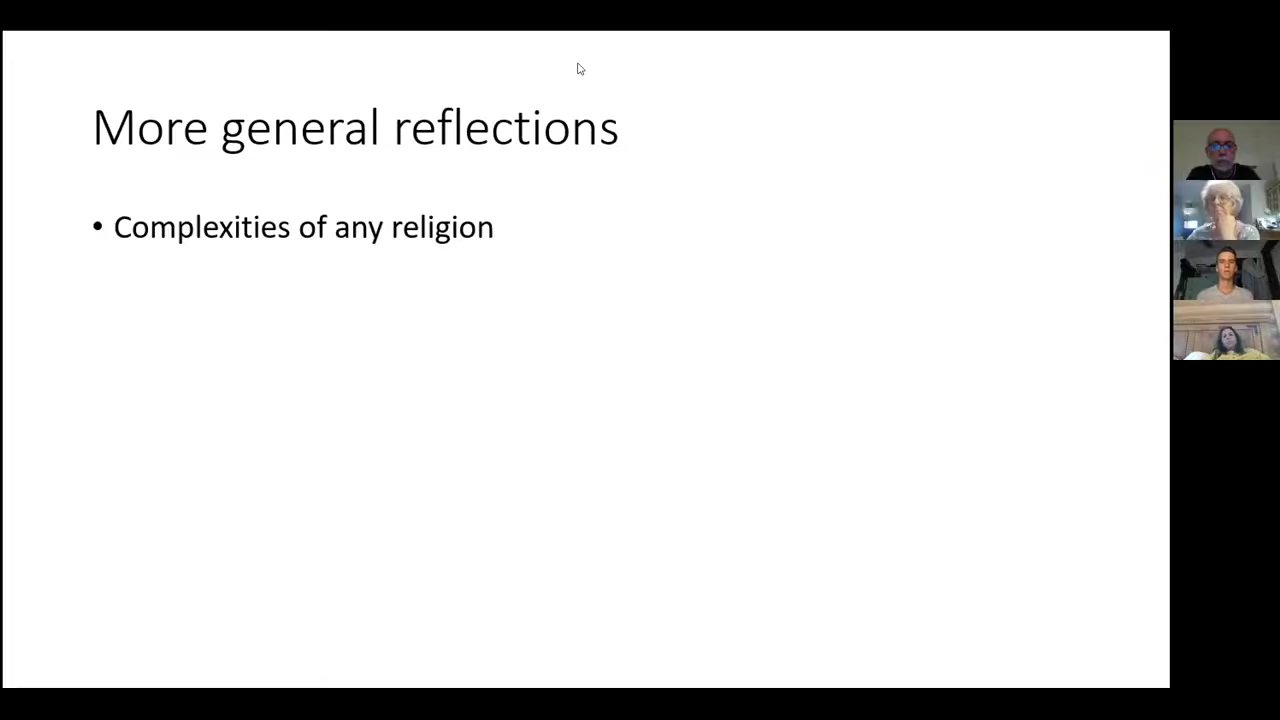 More general reflections
• Complexities of any religion